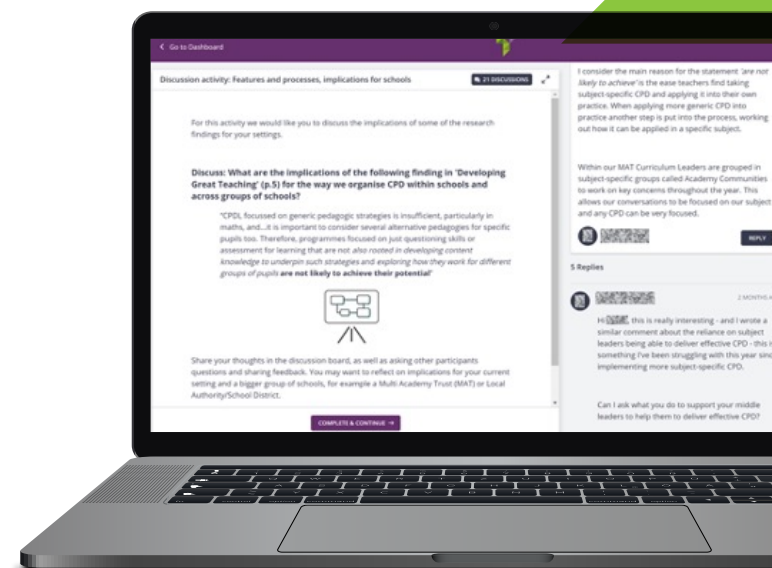 Go to Dashboard
Discussion activity: Features and processes, implications for schools
21 DISCUSSIONS
For this activity we would like you to discuss the implications of some of the research
findings for your settings.
Discuss: What are the implications of the following finding in 'Developing
Great Teaching' (p.5) for the way we organise CPD within schools and
across groups of schools?
"CPDL focussed on generic pedagogic strategies is insufficient, particularly in
maths, and...it is important to consider several alternative pedagogies for specific
pupils too. Therefore, programmes focused on just questioning skills or
assessment for learning that are not also rooted in developing content
knowledge to underpin such strategies and exploring how they work for different
groups of pupils are not likely to achieve their potential"
Share your thoughts in the discussion board, as well as asking other participants
questions and sharing feedback. You may want to reflect on implications for your current
setting and a bigger group of schools, for example a Multi Academy Trust (MAT) or Local
Authority/School District.
COMPLETE & CONTINUE →
I consider the main reason for the statement 'are not
likely to achieve' is the ease teachers find taking
subject-specific CPD and applying it into their own
practice. When applying more generic CPD into
practice another step is put into the process, working
out how it can be applied in a specific subject.
Within our MAT Curriculum Leaders are grouped in
subject-specific groups called Academy Communities
to work on key concerns throughout the year. This
allows our conversations to be focused on our subject
and any CPD can be very focused.
REPLY
5 Replies
2 MONTHS
Hi, this is really interesting - and I wrote a
similar comment about the reliance on subject
leaders being able to deliver effective CPD - this
something I've been struggling with this year
implementing more subject-specific CPD.
Can I ask what you do to support your middle
leaders to help them to deliver effective CPD?